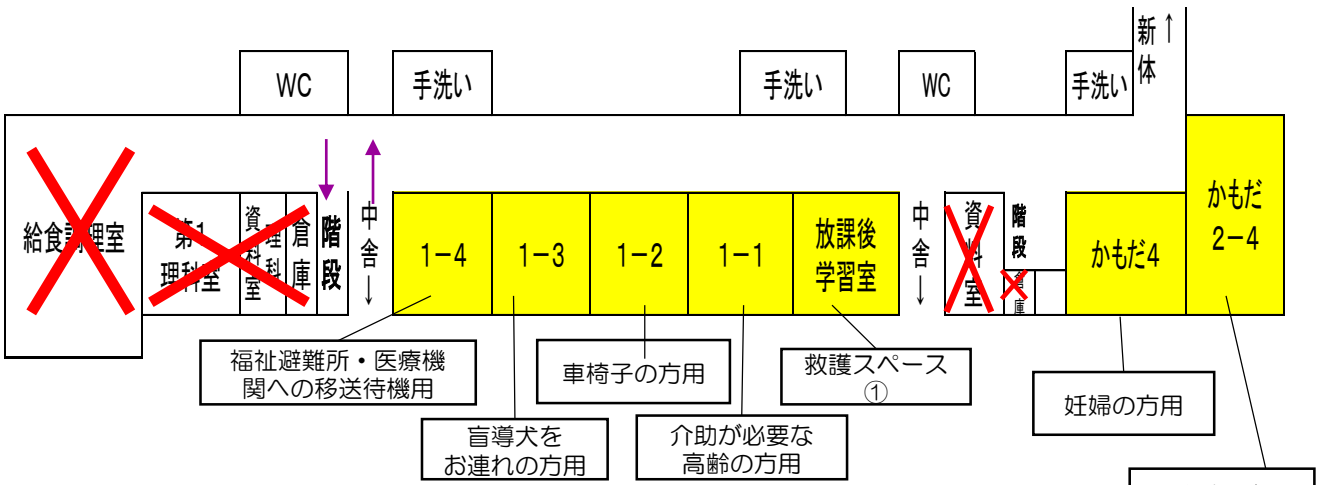 新↑
体
WC
手洗い
手洗い
WC
手洗い
給食調理室
第1
理科室
理科
資料室
倉庫
階段
中舎↓
1-4
1-3
1-2
1-1
放課後
学習室
中舎↓
資料室
階段
倉庫
かもだ4
かもだ
2-4
福祉避難所・医療機
関への移送待機用
車椅子の方用
救護スペース
①
妊婦の方用
盲導犬を
お連れの方用
介助が必要な
高齢の方用